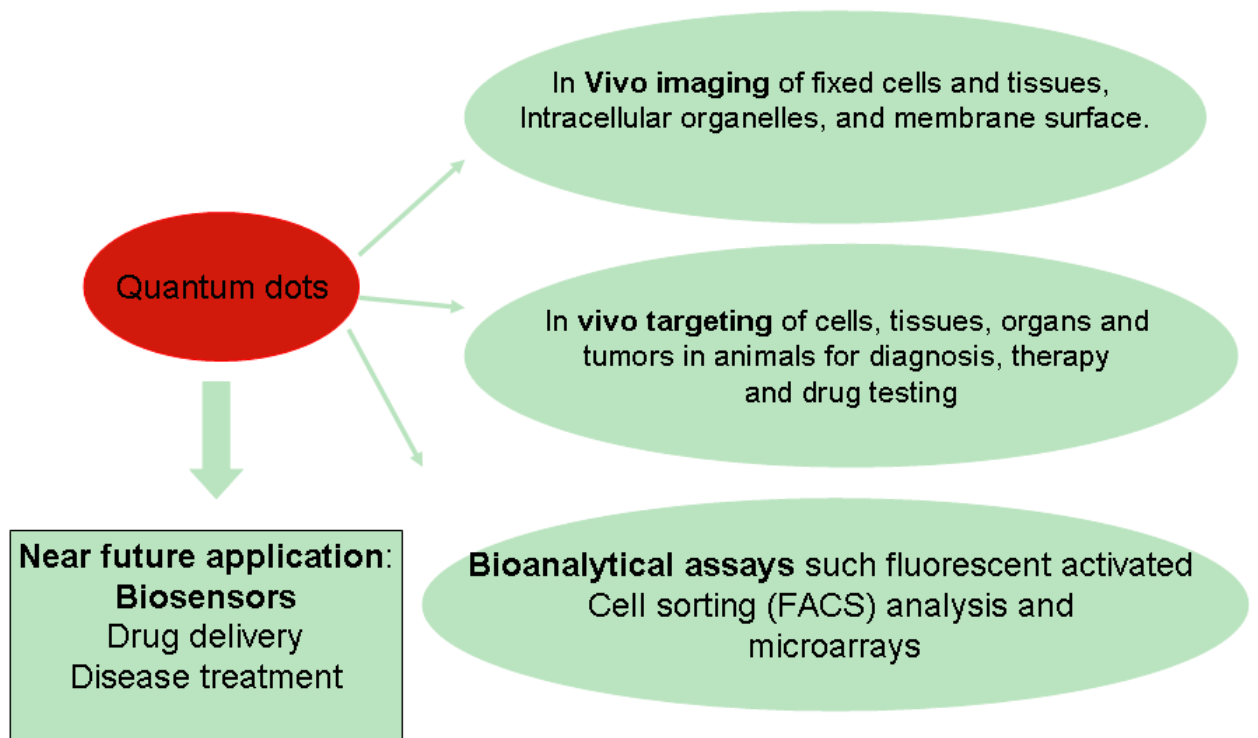 In Vivo imaging of fixed cells and tissues,
Intracellular organelles, and membrane surface.
Quantum dots
In vivo targeting of cells, tissues, organs and
tumors in animals for diagnosis, therapy
and drug testing
Near future application:
Biosensors
Drug delivery
Disease treatment
Bioanalytical assays such fluorescent activated
Cell sorting (FACS) analysis and
microarrays